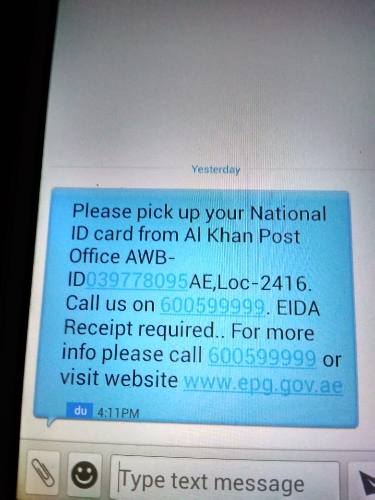 Yesterday
Please pick up your National
ID card from Al Khan Post
Office AWB-
ID039778095AE,Loc-2416.
Call us on 600599999. EIDA
Receipt required.. For more
info please call 600599999 or
visit website www.epg.gov.ae
du 4:11PM
Type text message